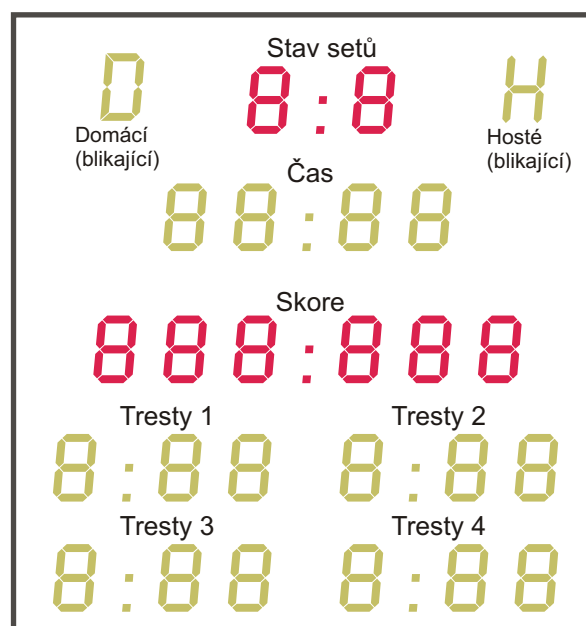 Stav setů
D 8:8 H
Domácí
(blikající)
Hosté
(blikající)
Čas
88:88
Skore
888:888
Tresty 1 Tresty 2
8:88 8:88
Tresty 3 Tresty 4
8:88 8:88